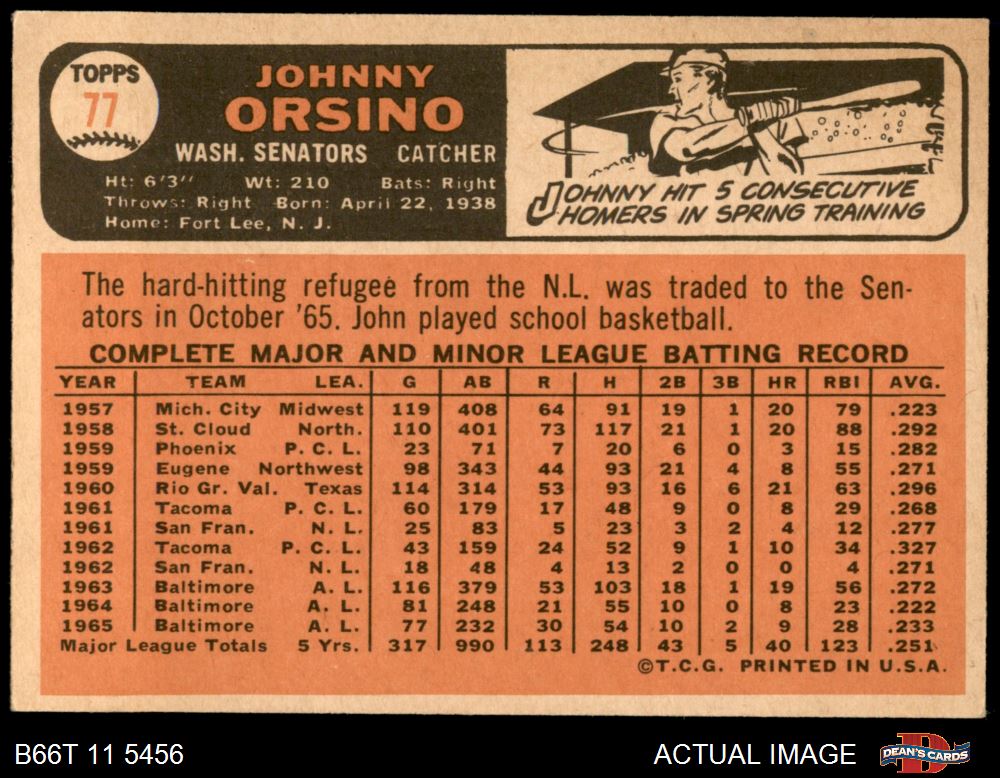 TOPPS
77
JOHNNY
ORSINO
WASH. SENATORS CATCHER
Ht: 6'3" Wt: 210 Bats: Right
Throws: Right Born: April 22, 1938
Home: Fort Lee, N. J.
JOHNNY HIT 5 CONSECUTIVE
HOMERS IN SPRING TRAINING
The hard-hitting refugee from the N.L. was traded to the Sen-
ators in October '65. John played school basketball.
COMPLETE MAJOR AND MINOR LEAGUE BATTING RECORD
YEAR TEAM LEA. G AB R H 2B 3B HR RBI AVG.
1957 Mich. City Midwest 119 408 64 91 19 1 20 79 .223
1958 St. Cloud North. 110 401 73 117 21 1 20 88 .292
1959 Phoenix P. C. L. 23 71 7 20 6 0 3 15 .282
1959 Eugene Northwest 98 343 44 93 21 4 8 55 .271
1960 Rio Gr. Val. Texas 114 314 53 93 16 6 21 63 .296
1961 Tacoma P. C. L. 60 179 17 48 9 0 8 29 .268
1961 San Fran. N. L. 25 83 5 23 3 2 4 12 .277
1962 Tacoma P. C. L. 43 159 24 52 9 1 10 34 .327
1962 San Fran. N. L. 18 48 4 13 2 0 0 4 .271
1963 Baltimore A. L. 116 379 53 103 18 1 19 56 .272
1964 Baltimore A. L. 81 248 21 55 10 0 8 23 .222
1965 Baltimore A. L. 77 232 30 54 10 2 9 28 .233
Major League Totals 5 Yrs. 317 990 113 248 43 5 40 123 .251
©T.C.G. PRINTED IN U.S.A.
B66T 11 5456 ACTUAL IMAGE
DEAN'S CARDS